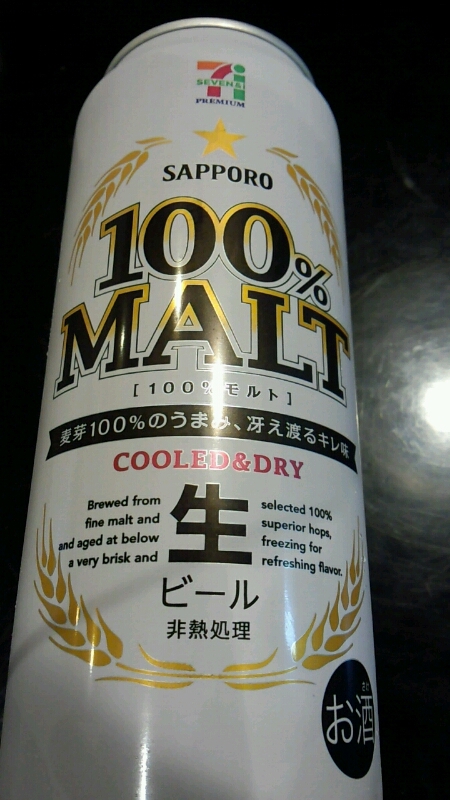 7i
SEVEN&i
PREMIUM
SAPPORO
100%
MALT
[100%モルト]
麦芽100%のうまみ、冴え渡るキレ味
COOLED&DRY
Brewed from selected 100%
fine malt and superior hops,
and aged at below freezing for
a very brisk and refreshing flavor.
生
ビール
非熱処理
さけ
お酒